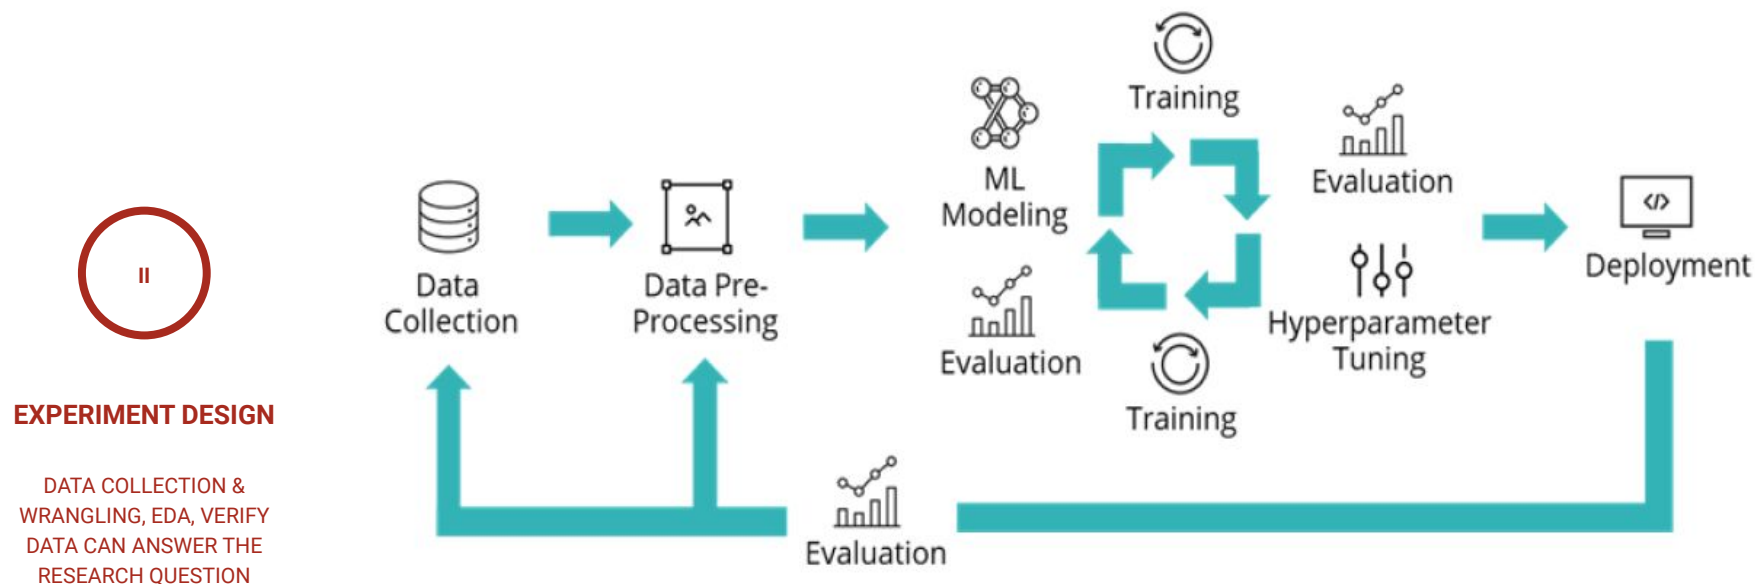 II
EXPERIMENT DESIGN
DATA COLLECTION &
WRANGLING, EDA, VERIFY
DATA CAN ANSWER THE
RESEARCH QUESTION
Data
Collection
Data Pre-
Processing
ML
Modeling
Training
Evaluation
Hyperparameter
Tuning
Training
Evaluation
</>
Deployment
Evaluation